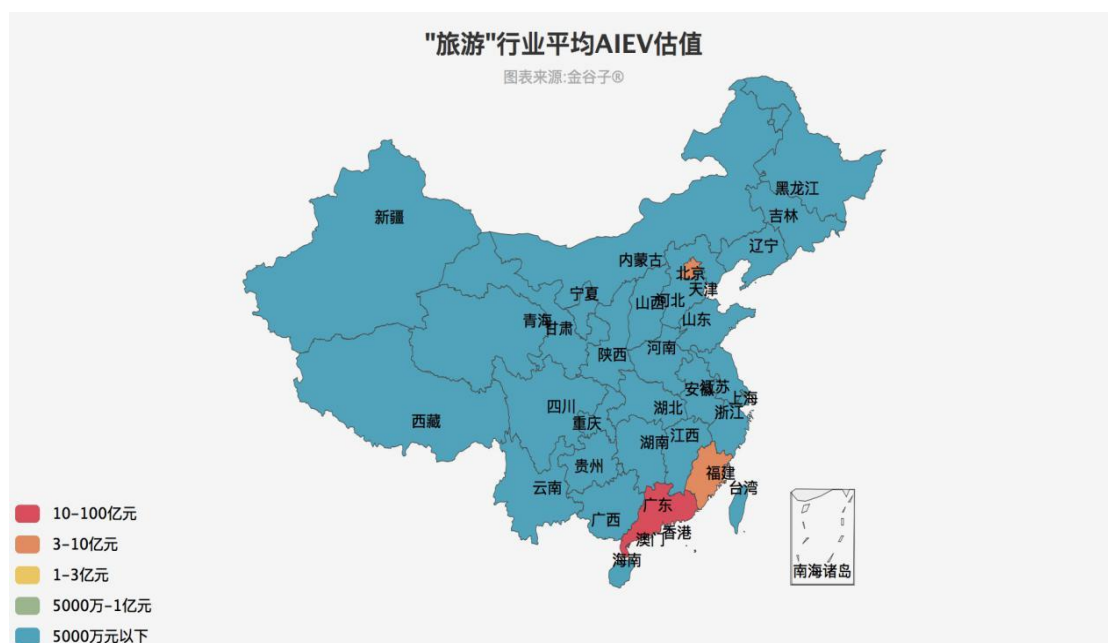 "旅游"行业平均AIEV估值
图表来源:金谷子®
黑龙江
吉林
新疆
辽宁
内蒙古
北京
天津
宁夏
山西
河北
青海
甘肃
山东
陕西
河南
安徽
江苏
上海
四川
湖北
浙江
西藏
重庆
湖南
江西
贵州
福建
云南
台湾
广东
广西
香港
澳门
海南
南海诸岛
10-100亿元
3-10亿元
1-3亿元
5000万-1亿元
5000万元以下